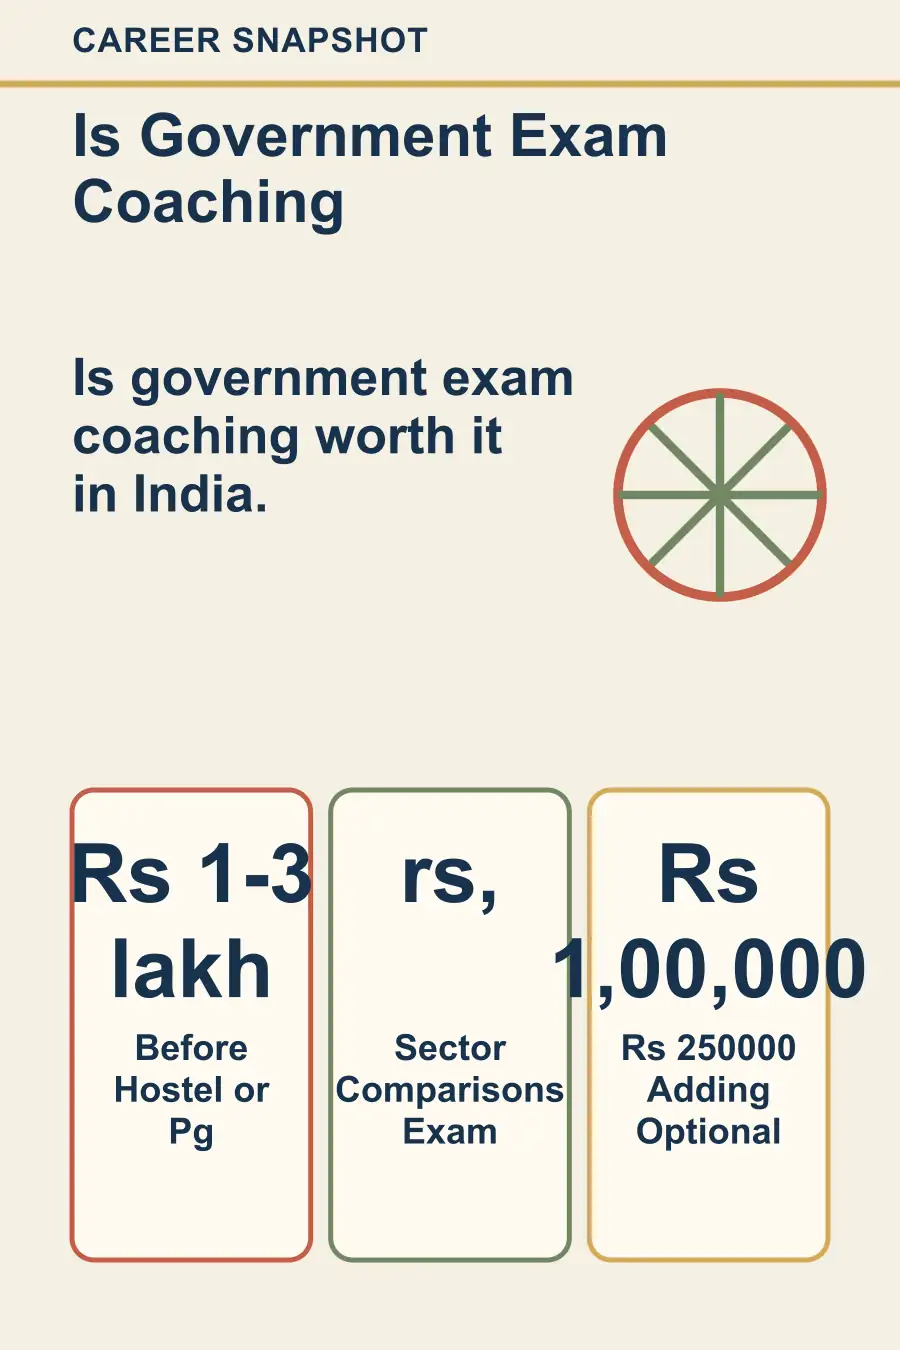 CAREER SNAPSHOT
Is Government Exam
Coaching
Is government exam
coaching worth it
in India.
Rs 1-3
lakh
Before
Hostel or
Pg
rs,
Sector
Comparisons
Exam
Rs
1,00,000
Rs 250000
Adding
Optional